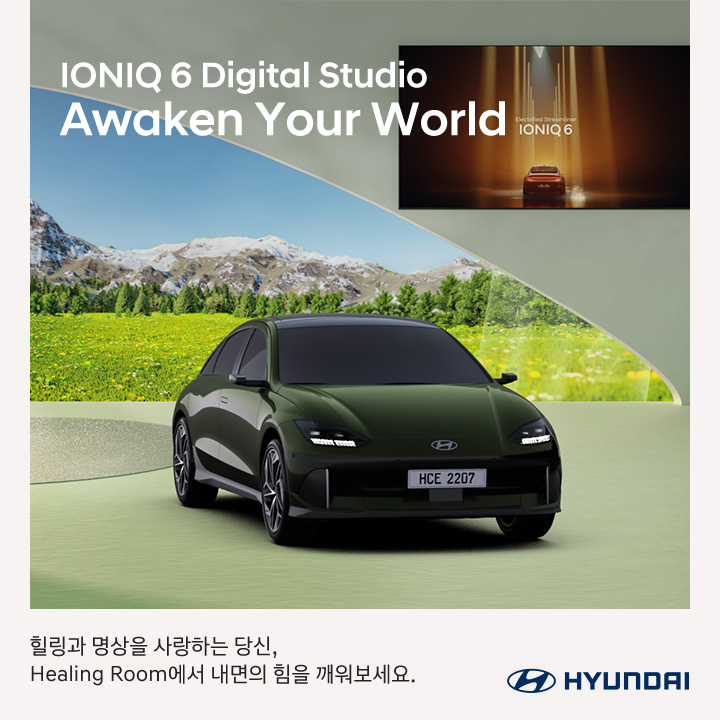 IONIQ 6 Digital Studio
Awaken Your World
Electrified Streamliner
IONIQ 6
HCE 2207
힐링과 명상을 사랑하는 당신,
Healing Room에서 내면의 힘을 깨워보세요.
HYUNDAI